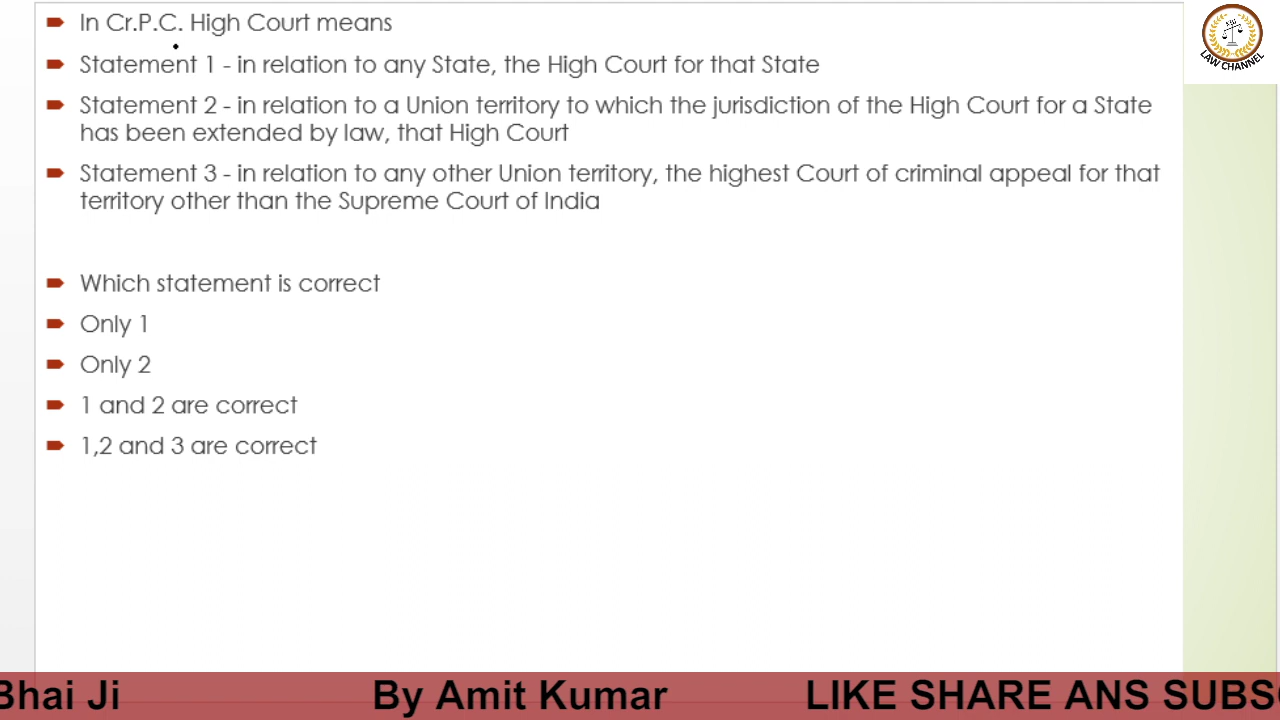 In Cr.P.C. High Court means
Statement 1 - in relation to any State, the High Court for that State
Statement 2 - in relation to a Union territory to which the jurisdiction of the High Court for a State
has been extended by law, that High Court
Statement 3 - in relation to any other Union territory, the highest Court of criminal appeal for that
territory other than the Supreme Court of India
Which statement is correct
Only 1
Only 2
1 and 2 are correct
1,2 and 3 are correct
LAW CHANNEL
Bhai Ji By Amit Kumar LIKE SHARE ANS SUBS